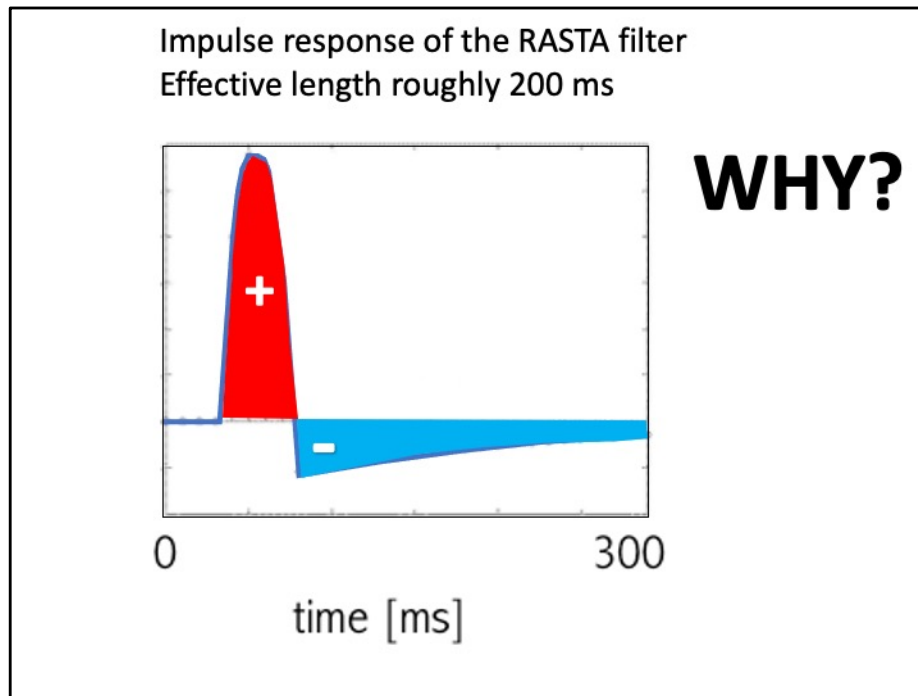 Impulse response of the RASTA filter
Effective length roughly 200 ms
WHY?
+
-
0
300
time [ms]